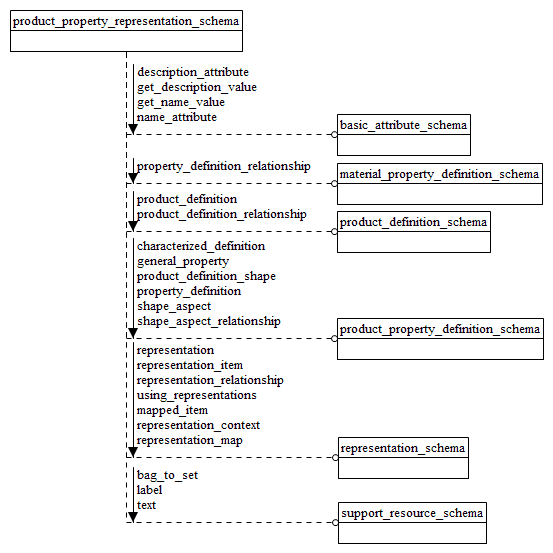 product_property_representation_schema
description_attribute
get_description_value
get_name_value
name_attribute
basic_attribute_schema
property_definition_relationship
material_property_definition_schema
product_definition
product_definition_relationship
product_definition_schema
characterized_definition
general_property
product_definition_shape
property_definition
shape_aspect
shape_aspect_relationship
product_property_definition_schema
representation
representation_item
representation_relationship
using_representations
mapped_item
representation_context
representation_map
representation_schema
bag_to_set
label
text
support_resource_schema